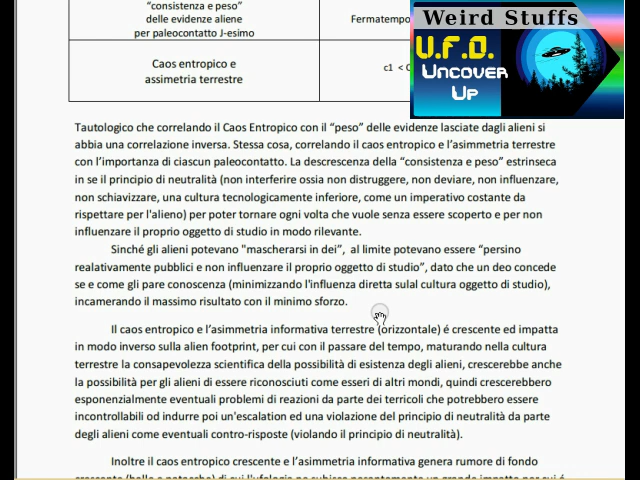 "consistenza e peso"
delle evidenze aliene
per paleocontatto J-esimo
Fermatempo
Caos entropico e
asimmetria terrestre
c1 <
Weird Stuffs
U.F.O.
Uncover
Up
Tautologico che correlando il Caos Entropico con il “peso” delle evidenze lasciate dagli alieni si
abbia una correlazione inversa. Stessa cosa, correlando il caos entropico e l’asimmetria terrestre
con l’importanza di ciascun paleocontatto. La descrescenza della “consistenza e peso” estrinseca
in se il principio di neutralità (non interferire ossia non distruggere, non deviare, non influenzare,
non schiavizzare, una cultura tecnologicamente inferiore, come un imperativo costante da
rispettare per l'alieno) per poter tornare ogni volta che vuole senza essere scoperto e per non
influenzare il proprio oggetto di studio in modo rilevante.
Sinché gli alieni potevano "mascherarsi in dei", al limite potevano essere “persino
realativamente pubblici e non influenzare il proprio oggetto di studio”, dato che un deo concede
se e come gli pare conoscenza (minimizzando l'influenza diretta sulal cultura oggetto di studio),
incamerando il massimo risultato con il minimo sforzo.
Il caos entropico e l’asimmetria informativa terrestre (orizzontale) é crescente ed impatta
in modo inverso sulla alien footprint, per cui con il passare del tempo, maturando nella cultura
terrestre la consapevolezza scientifica della possibilità di esistenza degli alieni, crescerebbe anche
la possibilità per gli alieni di essere riconosciuti come esseri di altri mondi, quindi crescerebbero
esponenzialmente eventuali problemi di reazioni da parte dei terricoli che potrebbero essere
incontrollabili od indurre poi un'escalation ed una violazione del principio di neutralità da parte
degli alieni come eventuali contro-risposte (violando il principio di neutralità).
Inoltre il caos entropico crescente e l’asimmetria informativa genera rumore di fondo